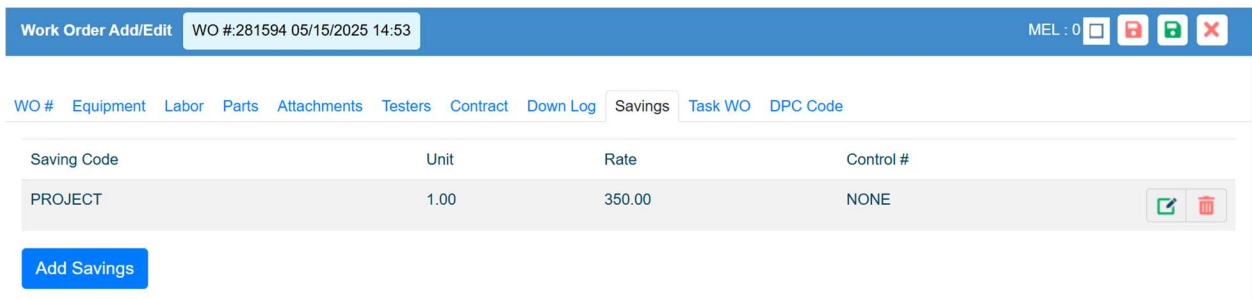 Work Order Add/Edit WO #:281594 05/15/2025 14:53 MEL : 0
WO # Equipment Labor Parts Attachments Testers Contract Down Log Savings Task WO DPC Code
Saving Code Unit Rate Control #
PROJECT 1.00 350.00 NONE
Add Savings